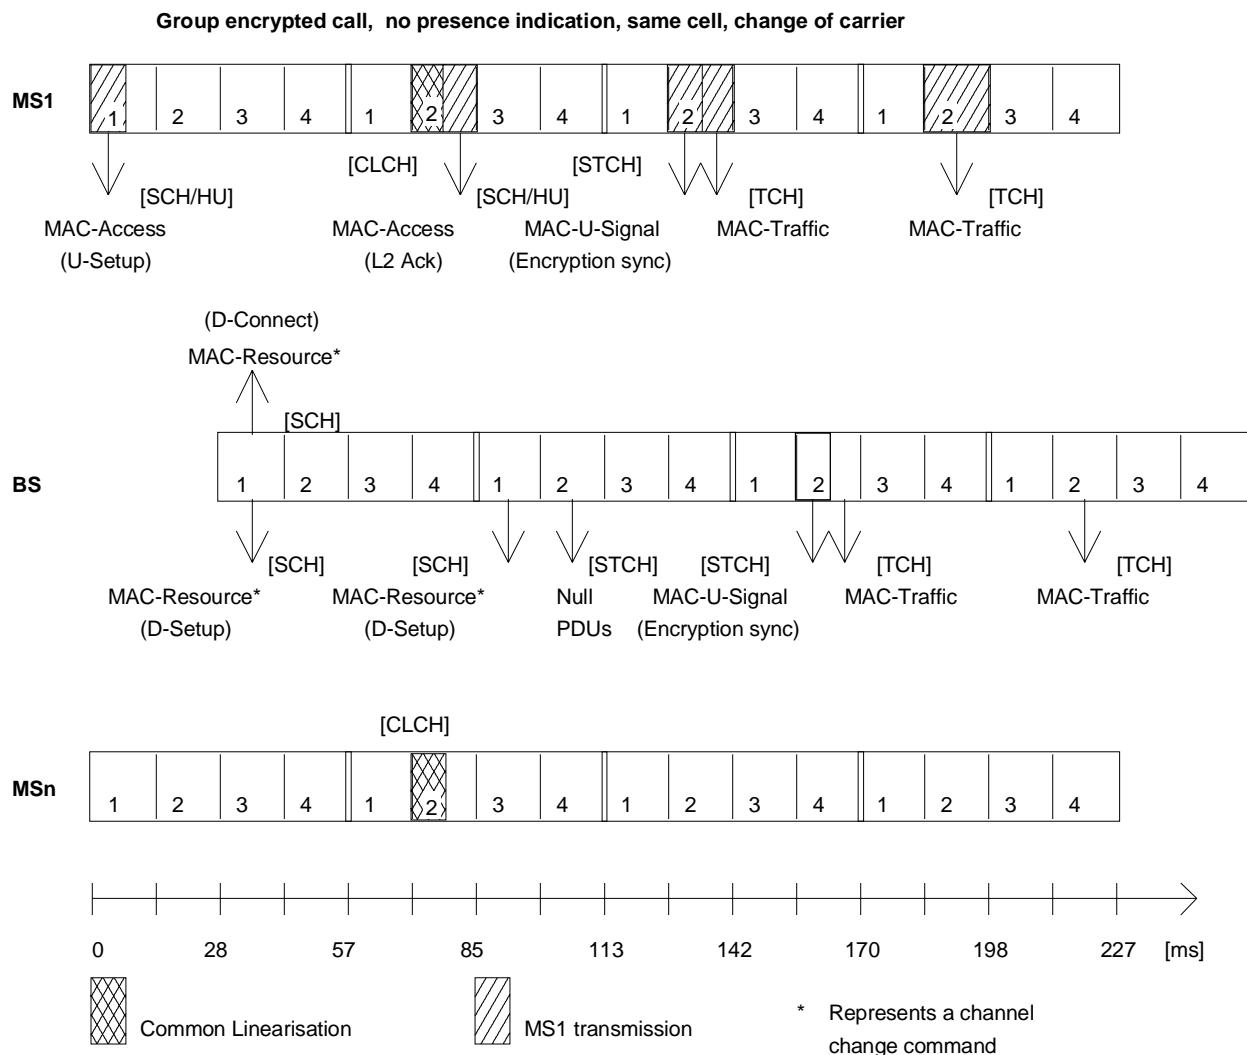 Group encrypted call, no presence indication, same cell, change of carrier
MS1
1 2 3 4 1 2 3 4 1 2 3 4 1 2 3 4
[CLCH] [STCH]
[SCH/HU] [SCH/HU] [TCH] [TCH]
MAC-Access MAC-Access MAC-U-Signal MAC-Traffic MAC-Traffic
(U-Setup) (L2 Ack) (Encryption sync)
(D-Connect)
MAC-Resource*
[SCH]
BS
1 2 3 4 1 2 3 4 1 2 3 4 1 2 3 4
[SCH] [SCH] [STCH] [STCH] [TCH] [TCH]
MAC-Resource* MAC-Resource* Null MAC-U-Signal MAC-Traffic MAC-Traffic
(D-Setup) (D-Setup) PDUs (Encryption sync)
[CLCH]
MSn
1 2 3 4 1 2 3 4 1 2 3 4 1 2 3 4
0 28 57 85 113 142 170 198 227 [ms]
Common Linearisation MS1 transmission * Represents a channel
change command